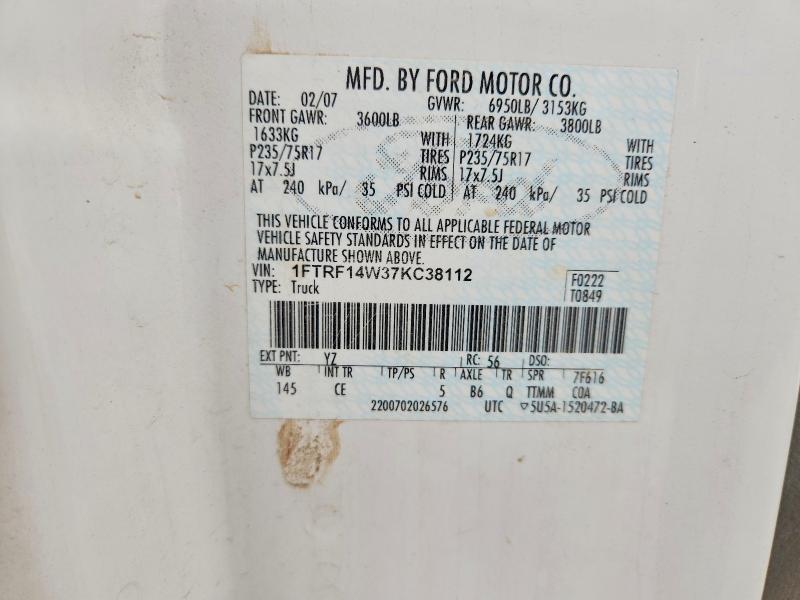 MFD. BY FORD MOTOR CO.
DATE: 02/07 GVWR: 6950LB/ 3153KG
FRONT GAWR: 3600LB REAR GAWR: 3800LB
1633KG WITH 1724KG WITH
P235/75R17 TIRES P235/75R17 TIRES
17x7.5J RIMS 17x7.5J RIMS
AT 240 kPa/ 35 PSI COLD AT 240 kPa/ 35 PSI COLD
THIS VEHICLE CONFORMS TO ALL APPLICABLE FEDERAL MOTOR
VEHICLE SAFETY STANDARDS IN EFFECT ON THE DATE OF
MANUFACTURE SHOWN ABOVE.
VIN: 1FTRF14W37KC38112 F0222
TYPE: Truck T0849
EXT PNT: YZ RC: 56 DSO:
WB INT TR TP/PS R AXLE TR SPR 7F616
145 CE 5 B6 Q TTMM COA
2200702026576 UTC ▽5U5A-1520472-BA